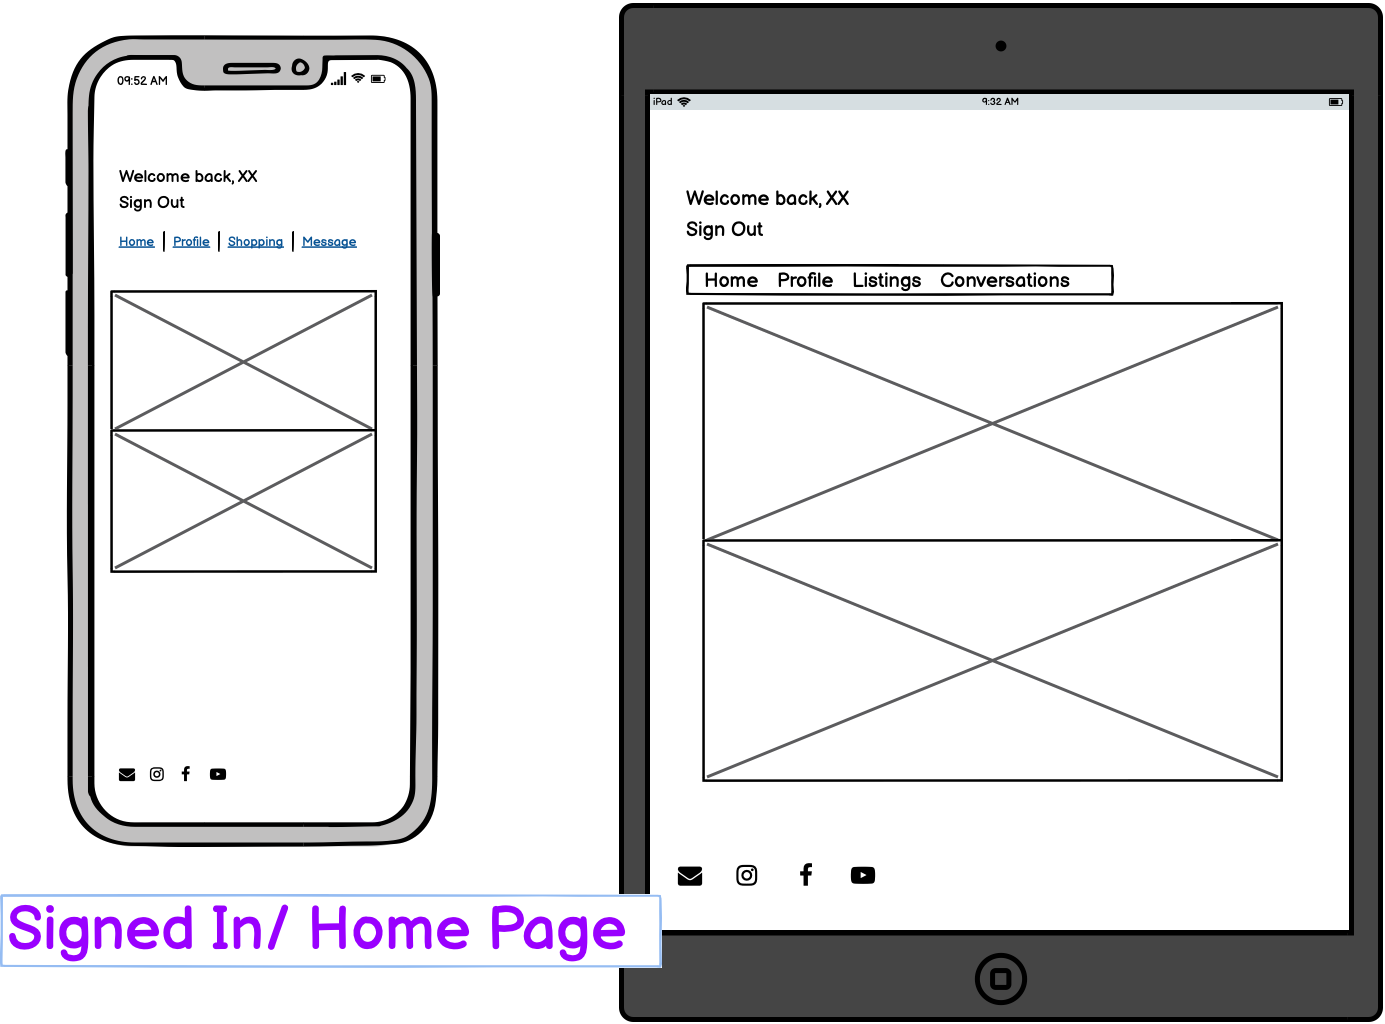 09:52 AM
Welcome back, XX
Sign Out
Home | Profile | Shopping | Message
iPad
9:32 AM
Welcome back, XX
Sign Out
Home Profile Listings Conversations
Signed In/ Home Page